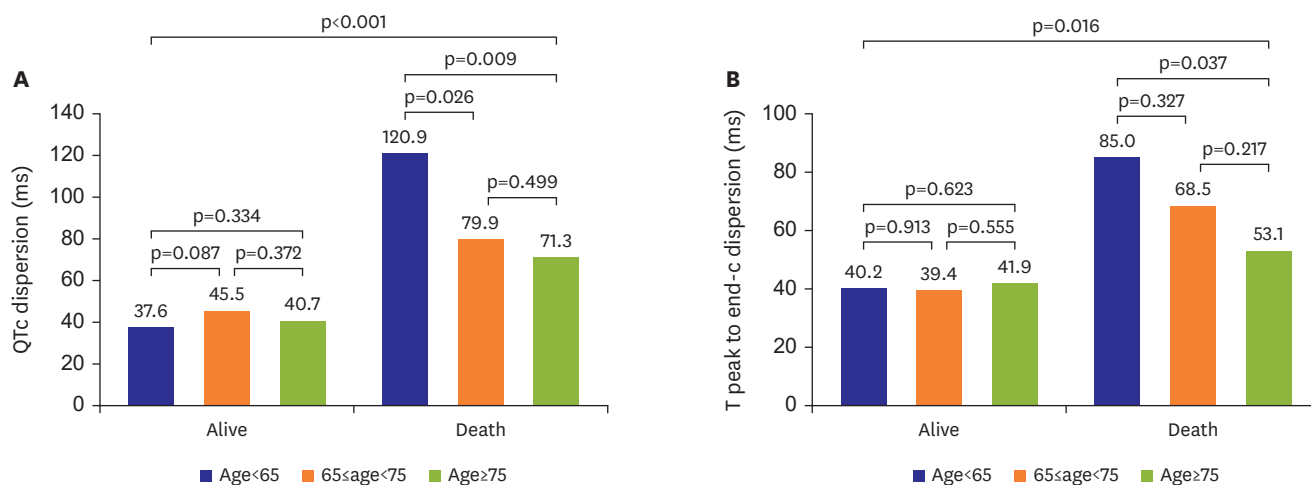 A
p<0.001
p=0.009
p=0.026
p=0.499
p=0.334
p=0.087
p=0.372
QTc dispersion (ms)
140
120
100
80
60
40
20
0
37.6
45.5
40.7
120.9
79.9
71.3
Alive
Death
Age<65
65≤age<75
Age≥75
B
p=0.016
p=0.037
p=0.327
p=0.217
p=0.623
p=0.913
p=0.555
T peak to end-c dispersion (ms)
100
80
60
40
20
0
40.2
39.4
41.9
85.0
68.5
53.1
Alive
Death
Age<65
65≤age<75
Age≥75